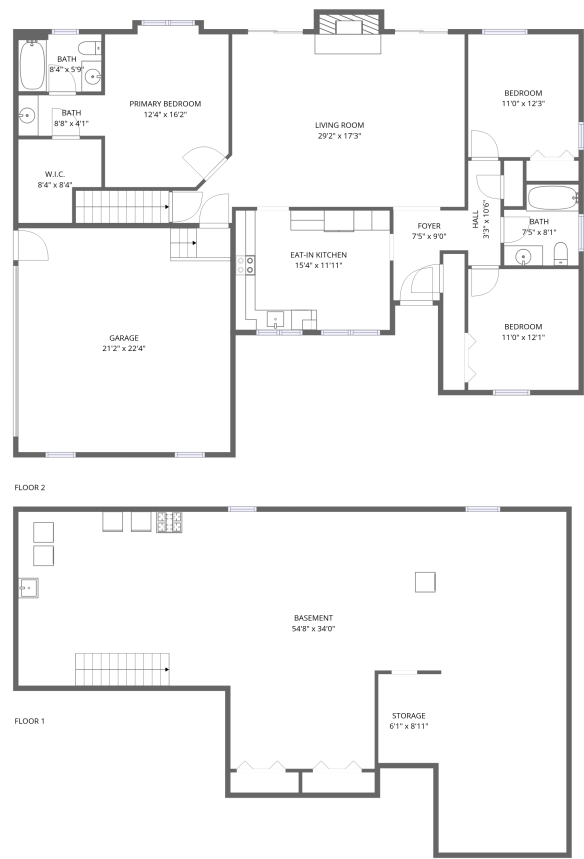 BATH
8'4" x 5'9"
BATH
8'8" x 4'1"
PRIMARY BEDROOM
12'4" x 16'2"
W.I.C.
8'4" x 8'4"
LIVING ROOM
29'2" x 17'3"
BEDROOM
11'0" x 12'3"
HALL
3'3" x 10'6"
BATH
7'5" x 8'1"
FOYER
7'5" x 9'0"
EAT-IN KITCHEN
15'4" x 11'11"
GARAGE
21'2" x 22'4"
BEDROOM
11'0" x 12'1"
FLOOR 2
BASEMENT
54'8" x 34'0"
STORAGE
6'1" x 8'11"
FLOOR 1